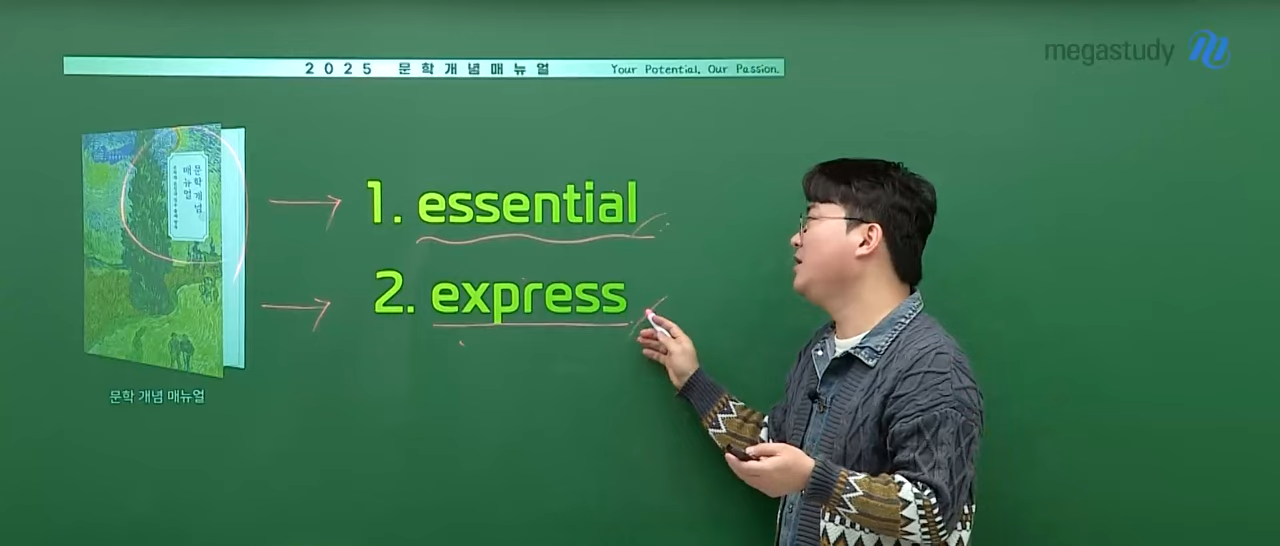 2025 문학개념매뉴얼 Your Potential, Our Passion.
megastudy
문학 개념
매뉴얼
1. essential
2. express
문학 개념 매뉴얼